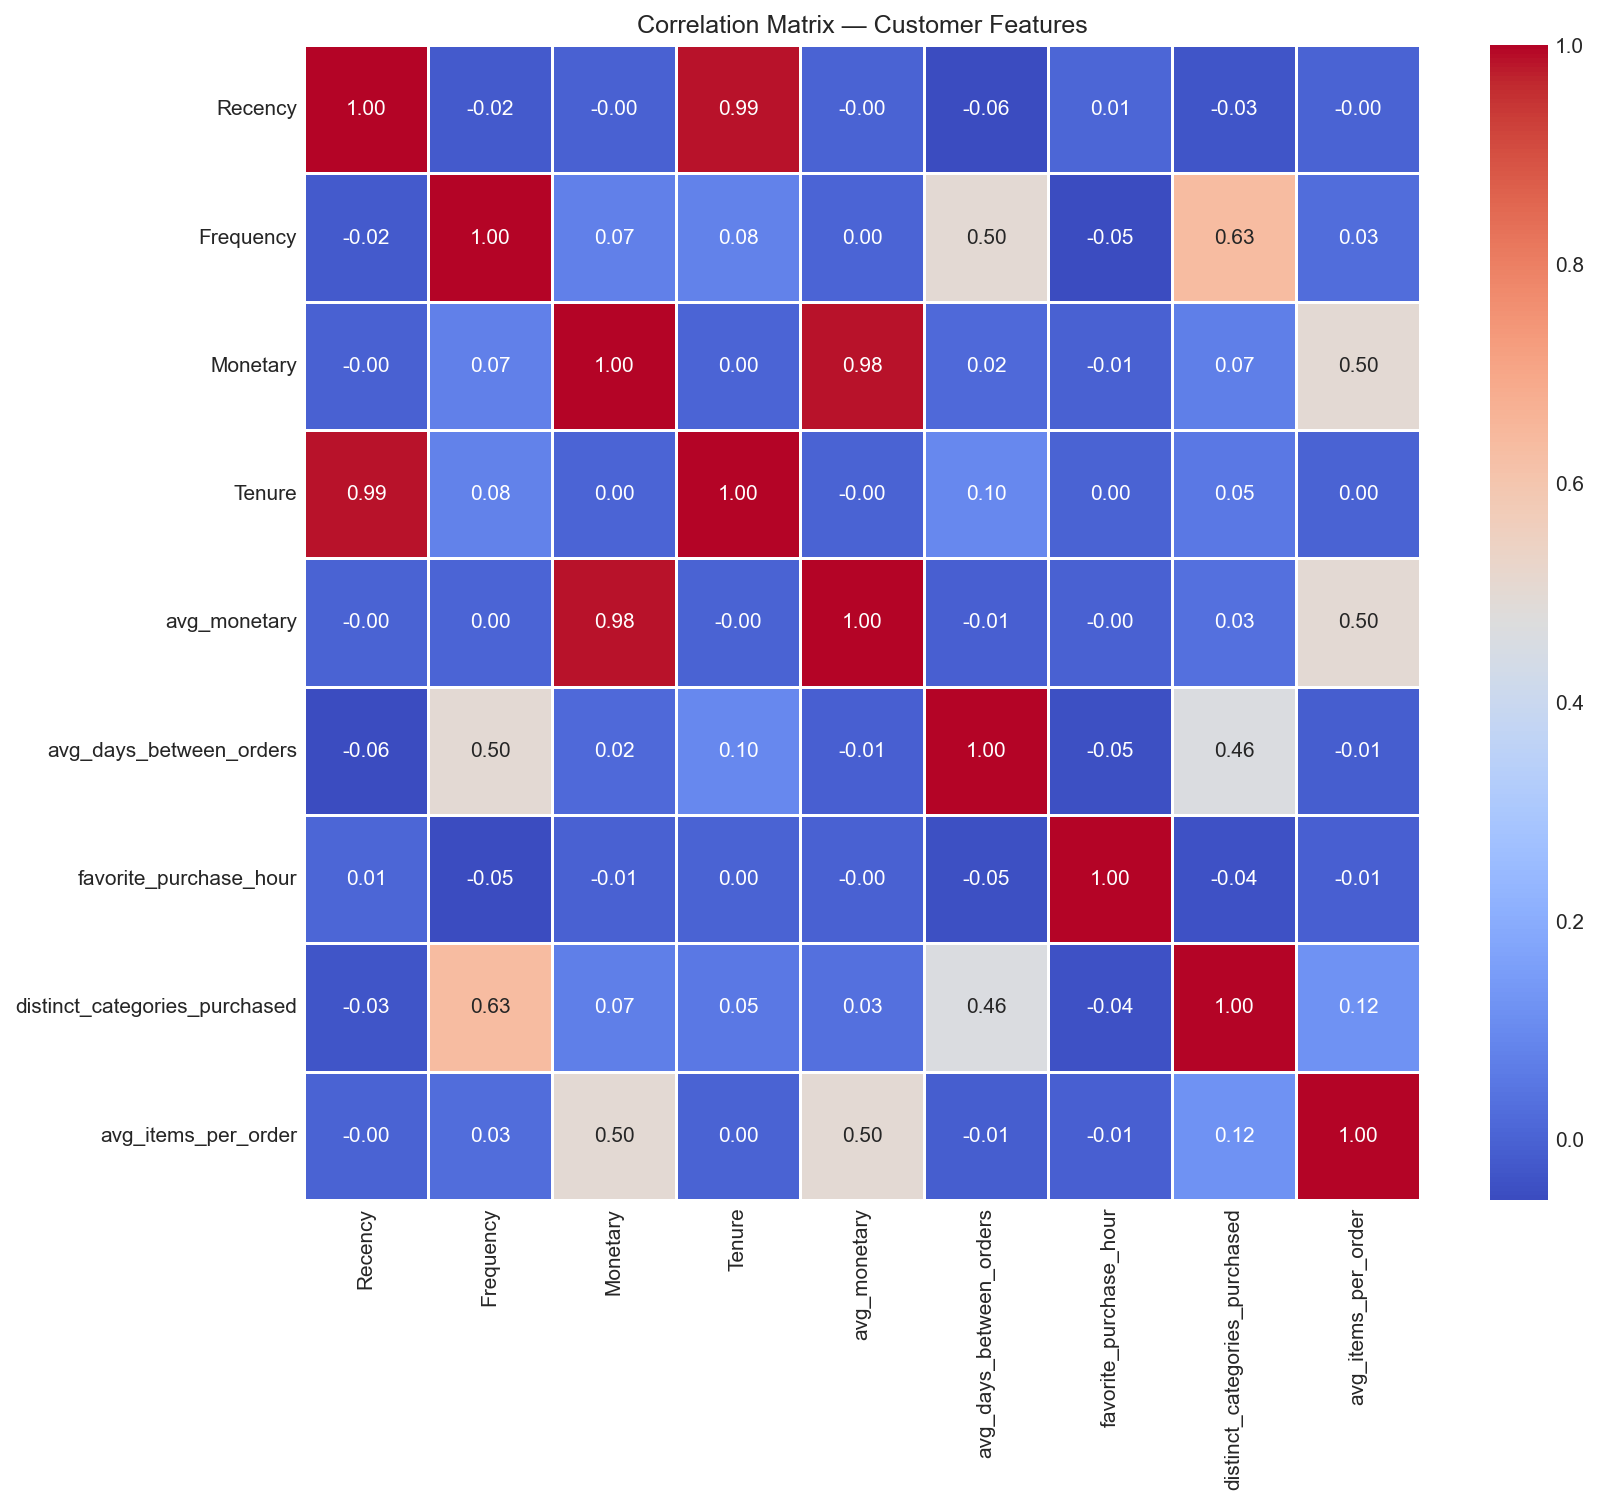 Correlation Matrix — Customer Features
Recency 1.00 -0.02 -0.00 0.99 -0.00 -0.06 0.01 -0.03 -0.00
Frequency -0.02 1.00 0.07 0.08 0.00 0.50 -0.05 0.63 0.03
Monetary -0.00 0.07 1.00 0.00 0.98 0.02 -0.01 0.07 0.50
Tenure 0.99 0.08 0.00 1.00 -0.00 0.10 0.00 0.05 0.00
avg_monetary -0.00 0.00 0.98 -0.00 1.00 -0.01 -0.00 0.03 0.50
avg_days_between_orders -0.06 0.50 0.02 0.10 -0.01 1.00 -0.05 0.46 -0.01
favorite_purchase_hour 0.01 -0.05 -0.01 0.00 -0.00 -0.05 1.00 -0.04 -0.01
distinct_categories_purchased -0.03 0.63 0.07 0.05 0.03 0.46 -0.04 1.00 0.12
avg_items_per_order -0.00 0.03 0.50 0.00 0.50 -0.01 -0.01 0.12 1.00
Recency
Frequency
Monetary
Tenure
avg_monetary
avg_days_between_orders
favorite_purchase_hour
distinct_categories_purchased
avg_items_per_order
1.0
0.8
0.6
0.4
0.2
0.0